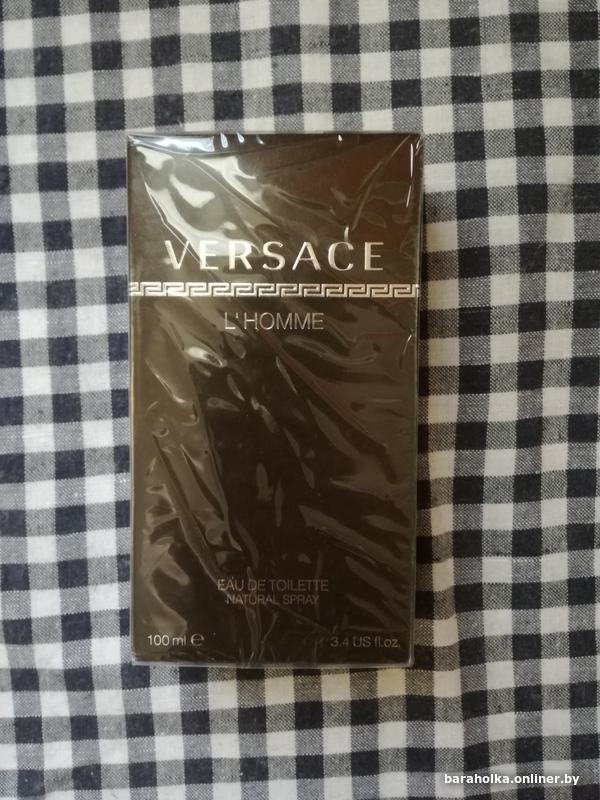 VERSACE
L'HOMME
EAU DE TOILETTE
NATURAL SPRAY
100 ml ℮
3.4 US fl.oz.
baraholka.onliner.by